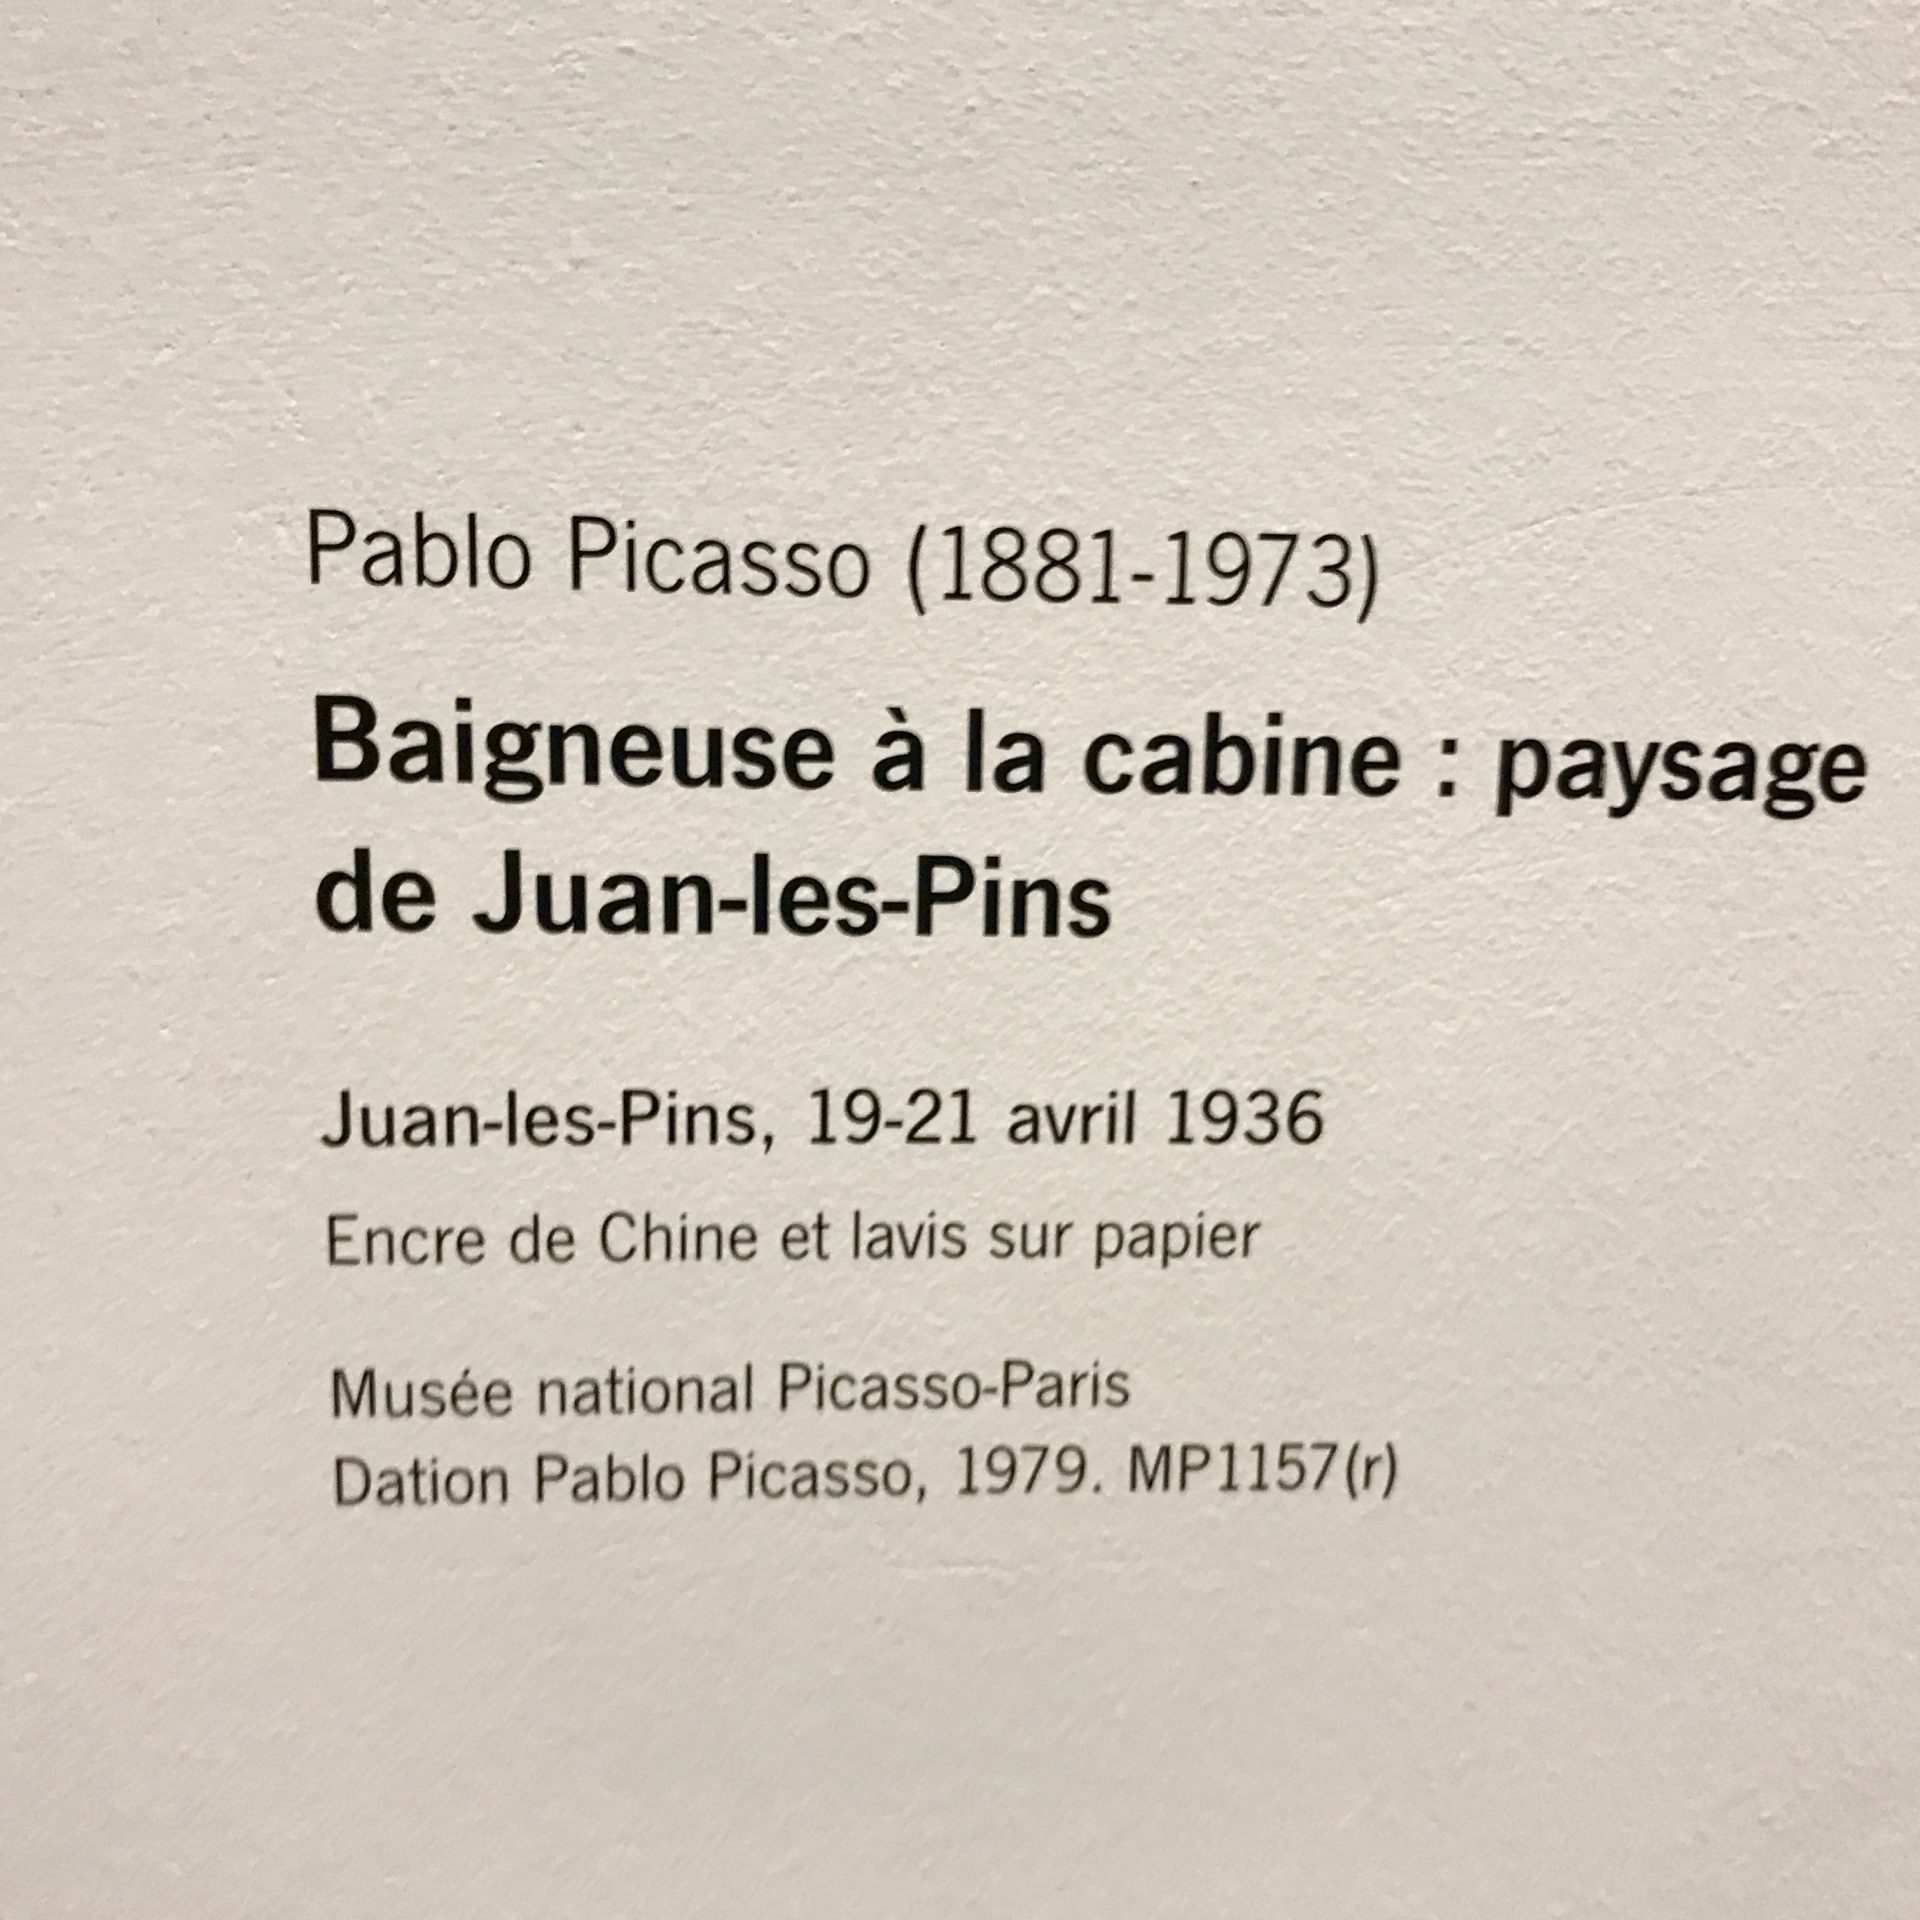 Pablo Picasso (1881-1973)
Baigneuse à la cabine : paysage
de Juan-les-Pins
Juan-les-Pins, 19-21 avril 1936
Encre de Chine et lavis sur papier
Musée national Picasso-Paris
Dation Pablo Picasso, 1979. MP1157(r)